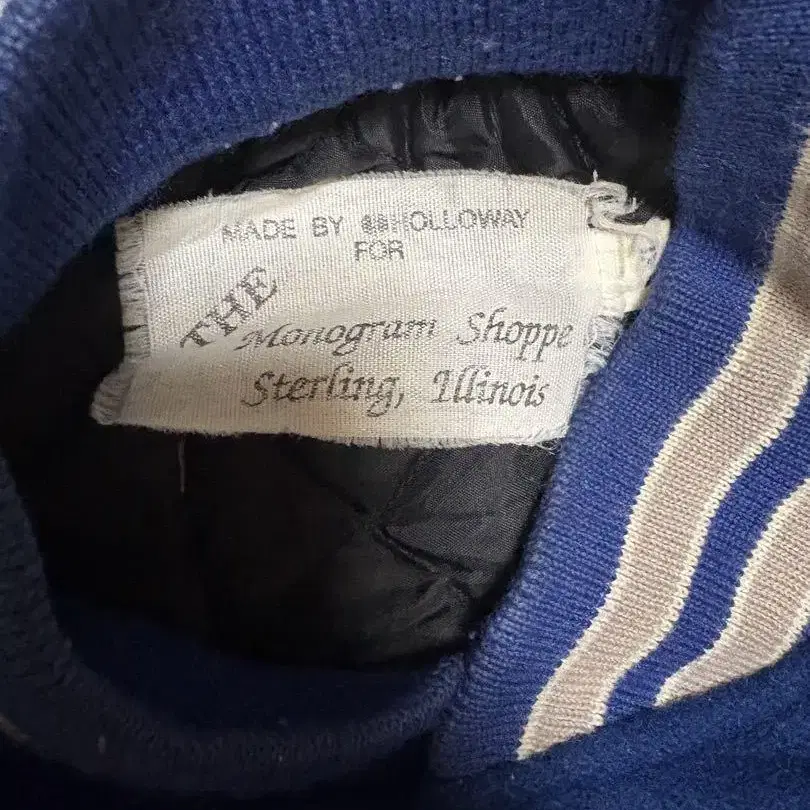 MADE BY HOLLOWAY
FOR
THE
Monogram Shoppe
Sterling, Illinois